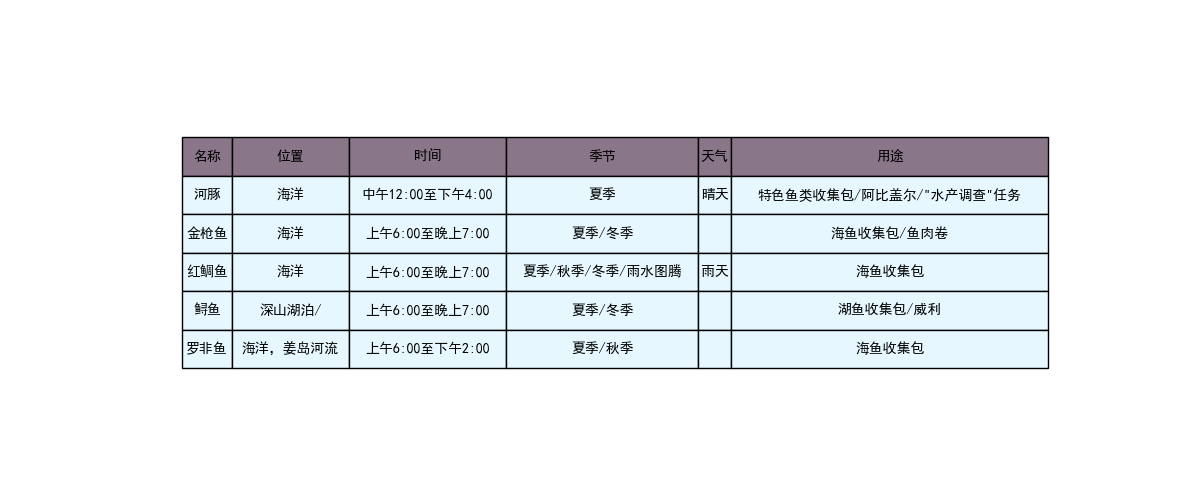 名称 位置 时间 季节 天气 用途
河豚 海洋 中午12:00至下午4:00 夏季 晴天 特色鱼类收集包/阿比盖尔/"水产调查"任务
金枪鱼 海洋 上午6:00至晚上7:00 夏季/冬季 海鱼收集包/鱼肉卷
红鲷鱼 海洋 上午6:00至晚上7:00 夏季/秋季/冬季/雨水图腾 雨天 海鱼收集包
鲟鱼 深山湖泊/ 上午6:00至晚上7:00 夏季/冬季 湖鱼收集包/威利
罗非鱼 海洋，姜岛河流 上午6:00至下午2:00 夏季/秋季 海鱼收集包